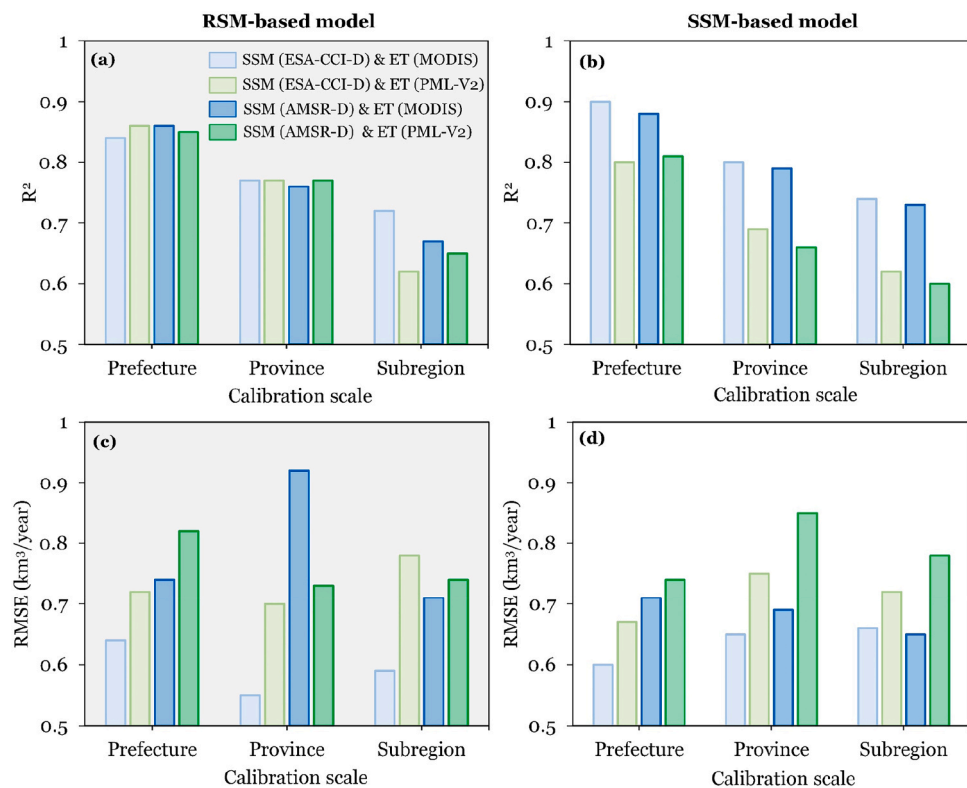 RSM-based model
SSM-based model
(a)
SSM (ESA-CCI-D) & ET (MODIS)
SSM (ESA-CCI-D) & ET (PML-V2)
SSM (AMSR-D) & ET (MODIS)
SSM (AMSR-D) & ET (PML-V2)
R²
1
0.9
0.8
0.7
0.6
0.5
Prefecture Province Subregion
Calibration scale
(b)
R²
1
0.9
0.8
0.7
0.6
0.5
Prefecture Province Subregion
Calibration scale
(c)
RMSE (km³/year)
1
0.9
0.8
0.7
0.6
0.5
Prefecture Province Subregion
Calibration scale
(d)
RMSE (km³/year)
1
0.9
0.8
0.7
0.6
0.5
Prefecture Province Subregion
Calibration scale